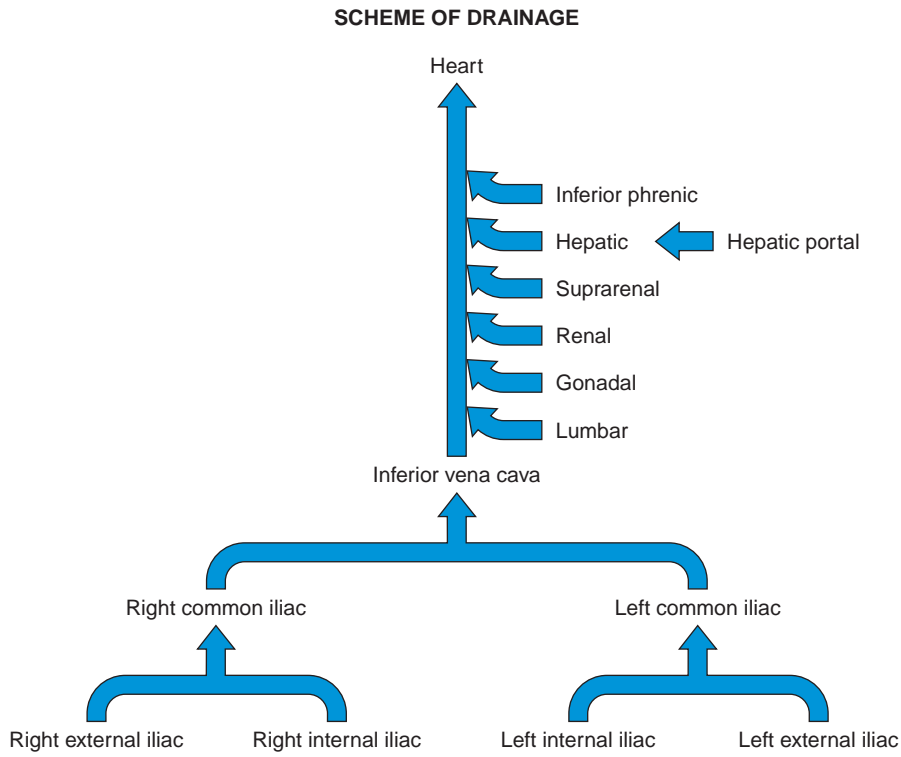 SCHEME OF DRAINAGE
Heart
Inferior phrenic
Hepatic
Hepatic portal
Suprarenal
Renal
Gonadal
Lumbar
Inferior vena cava
Right common iliac
Left common iliac
Right external iliac
Right internal iliac
Left internal iliac
Left external iliac